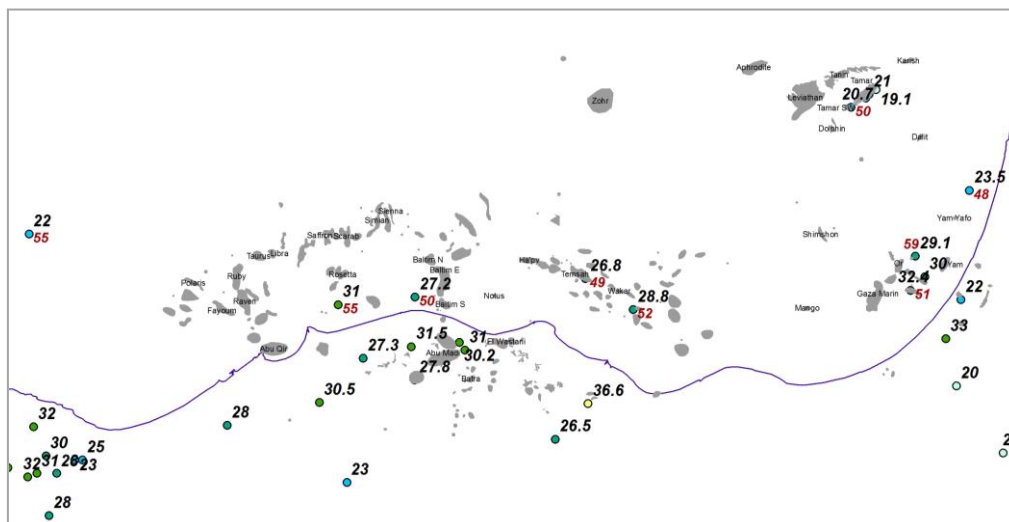 Karish
Aphrodite
Tanin
Tamar
21
Zohr
Leviathan
20.7
19.1
Tamar SW
50
Dolphin
Dalit
23.5
48
Sienna
Simian
22
55
Yam Yafo
Saffron
Scarab
Shimshon
59
29.1
Taurus
Libra
Ha'py
Baltim N
26.8
Or
30
Yam
Ruby
Rosetta
Baltim E
Temsah
49
Polaris
27.2
32.4
22
31
50
Notus
Wakar
28.8
51
Raven
55
Baltim S
52
Gaza Marin
Fayoum
Mango
33
31.5
31
El Wastani
Abu Qir
27.3
Abu Madi
30.2
27.8
Batra
20
30.5
36.6
32
28
26.5
30
25
2
32
31
23
23
28